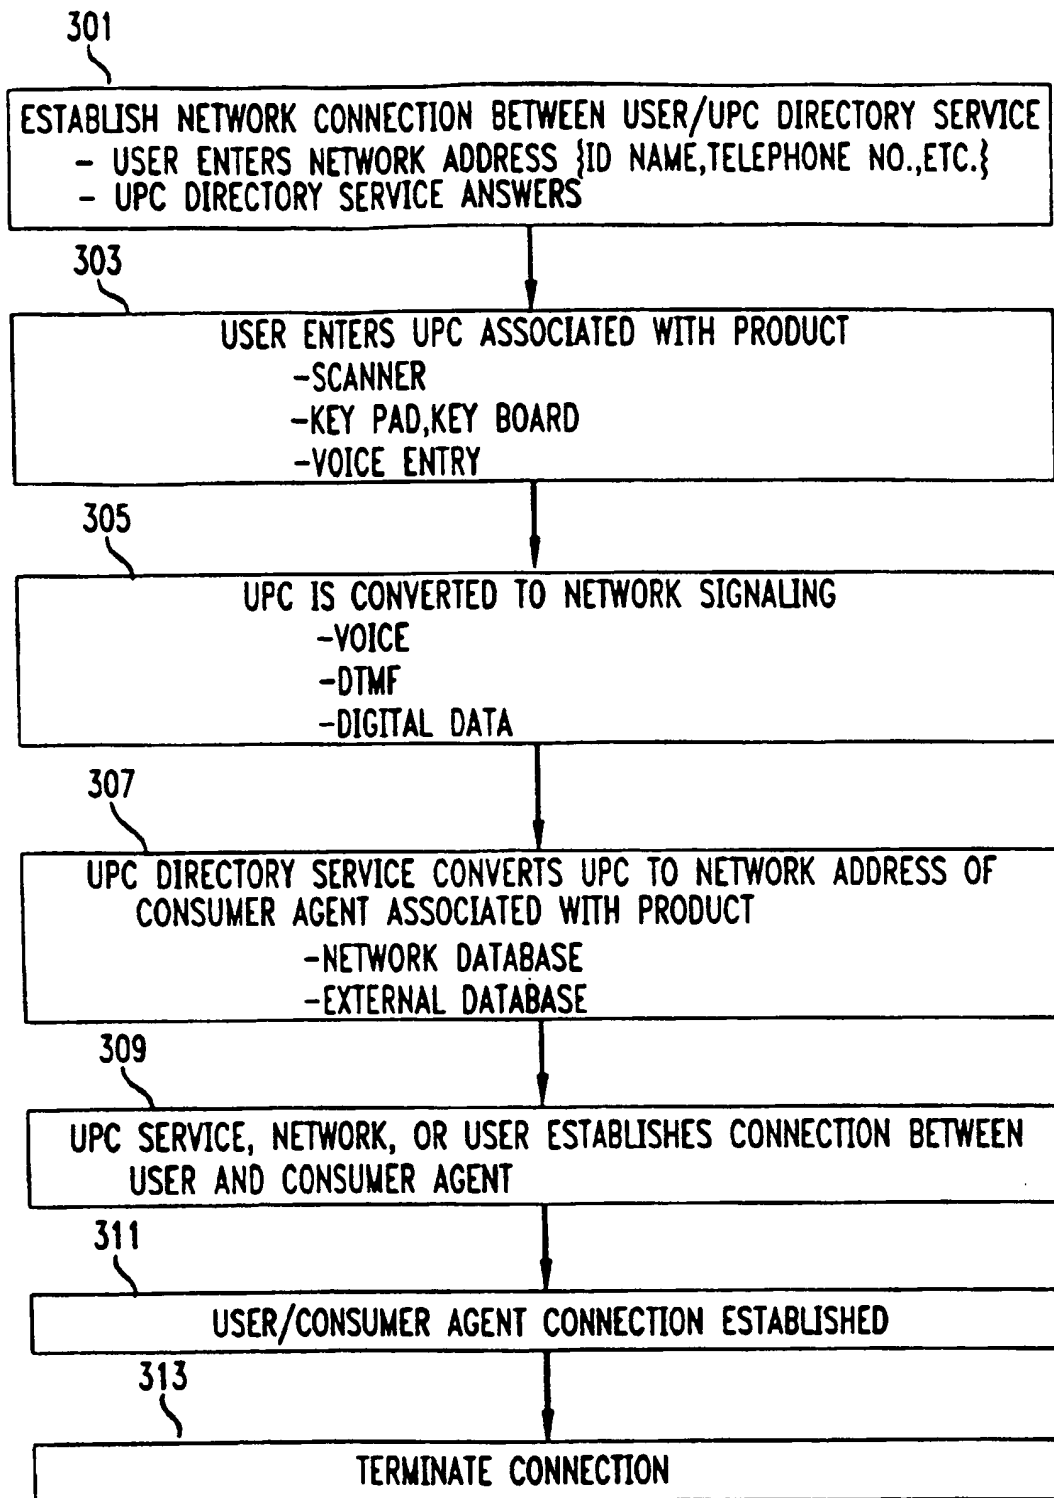 301
ESTABLISH NETWORK CONNECTION BETWEEN USER/UPC DIRECTORY SERVICE
- USER ENTERS NETWORK ADDRESS }ID NAME,TELEPHONE NO.,ETC.}
- UPC DIRECTORY SERVICE ANSWERS
303
USER ENTERS UPC ASSOCIATED WITH PRODUCT
-SCANNER
-KEY PAD,KEY BOARD
-VOICE ENTRY
305
UPC IS CONVERTED TO NETWORK SIGNALING
-VOICE
-DTMF
-DIGITAL DATA
307
UPC DIRECTORY SERVICE CONVERTS UPC TO NETWORK ADDRESS OF
CONSUMER AGENT ASSOCIATED WITH PRODUCT
-NETWORK DATABASE
-EXTERNAL DATABASE
309
UPC SERVICE, NETWORK, OR USER ESTABLISHES CONNECTION BETWEEN
USER AND CONSUMER AGENT
311
USER/CONSUMER AGENT CONNECTION ESTABLISHED
313
TERMINATE CONNECTION